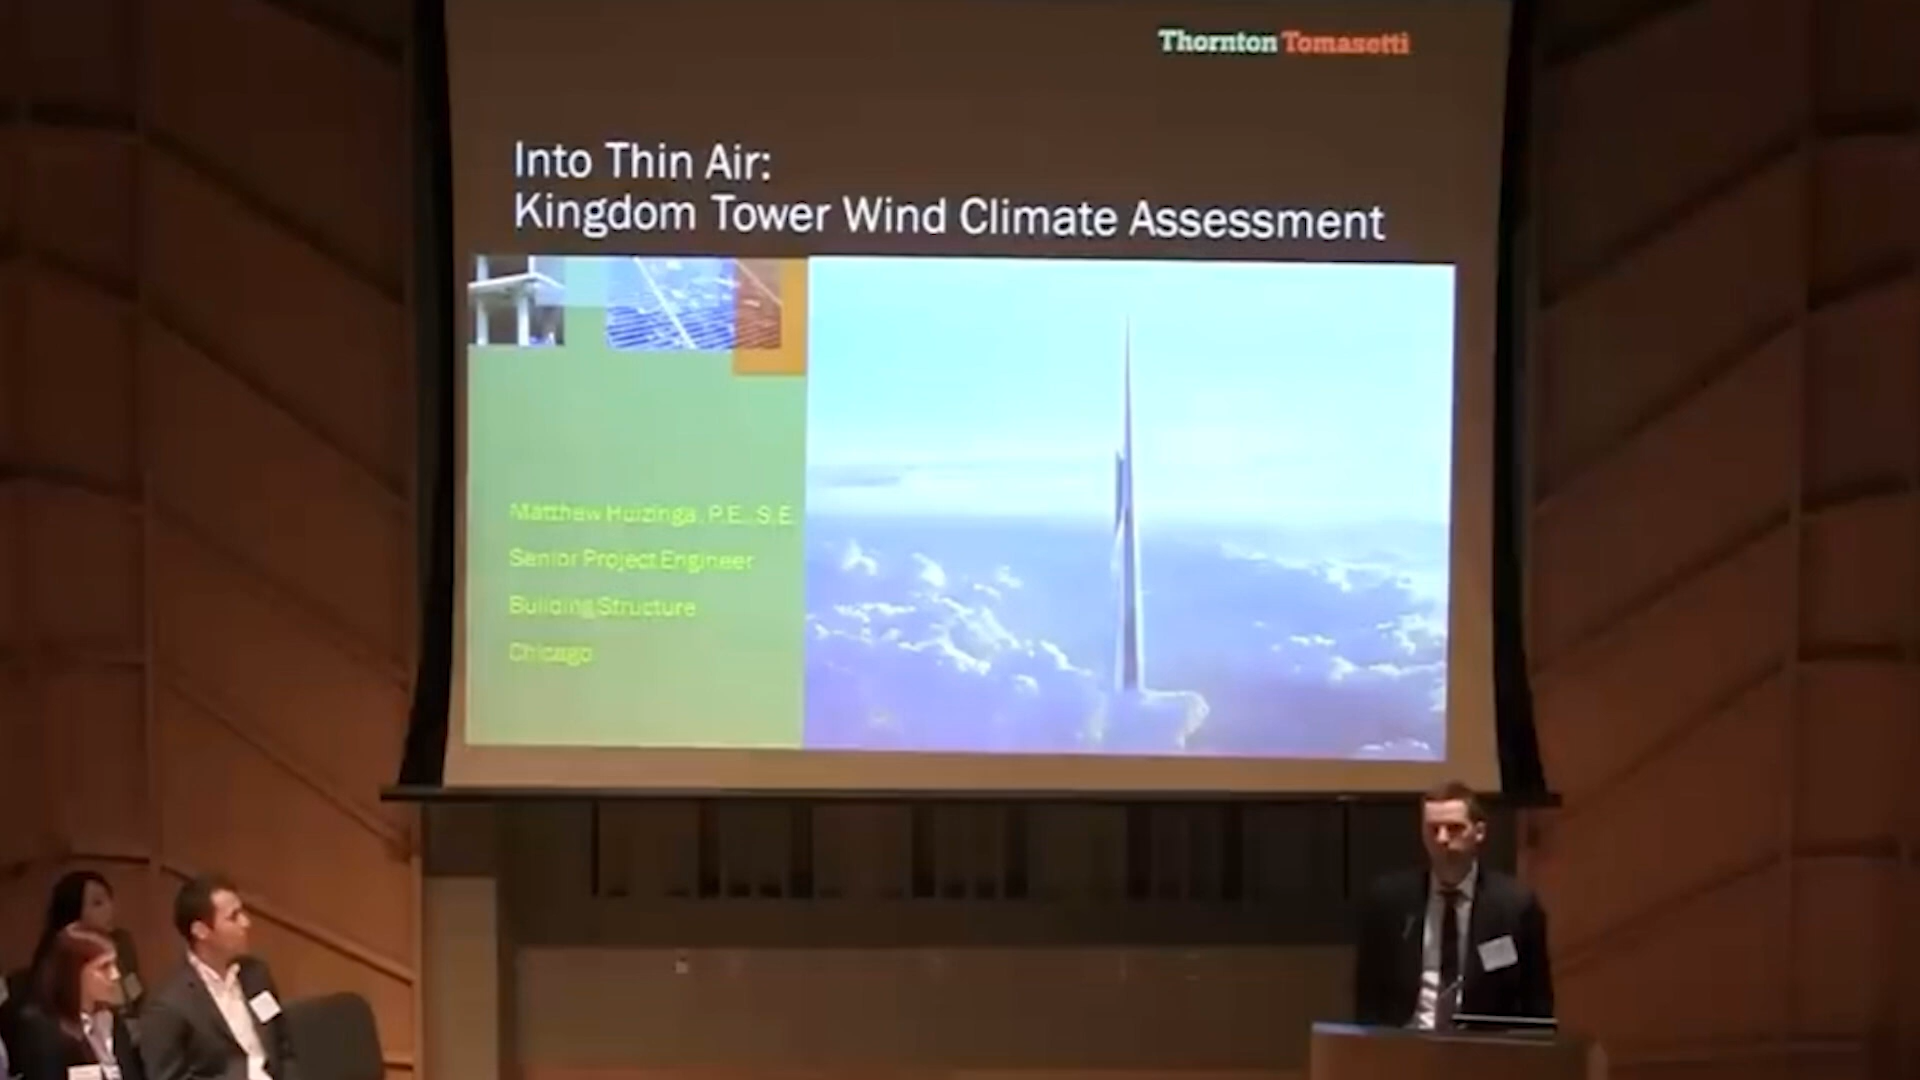 Thornton Tomasetti
Into Thin Air:
Kingdom Tower Wind Climate Assessment
Matthew Huizinga, P.E., S.E.
Senior Project Engineer
Building Structure
Chicago